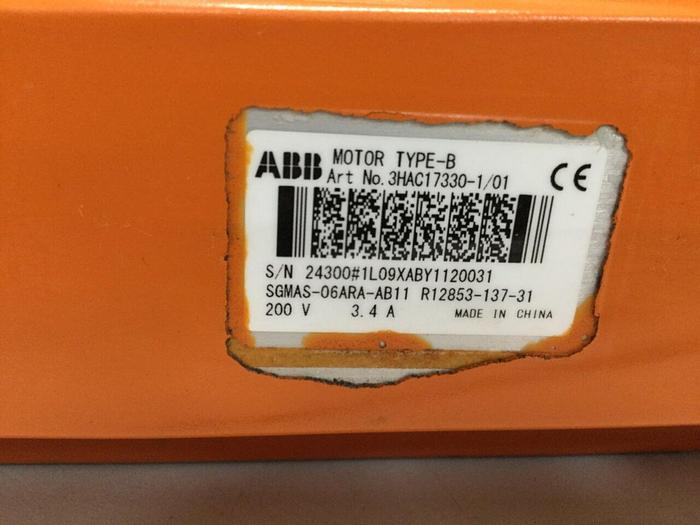 ABB MOTOR TYPE-B
Art No.3HAC17330-1/01
CE
S/N 24300#1L09XABY1120031
SGMAS-06ARA-AB11 R12853-137-31
200 V 3.4 A MADE IN CHINA